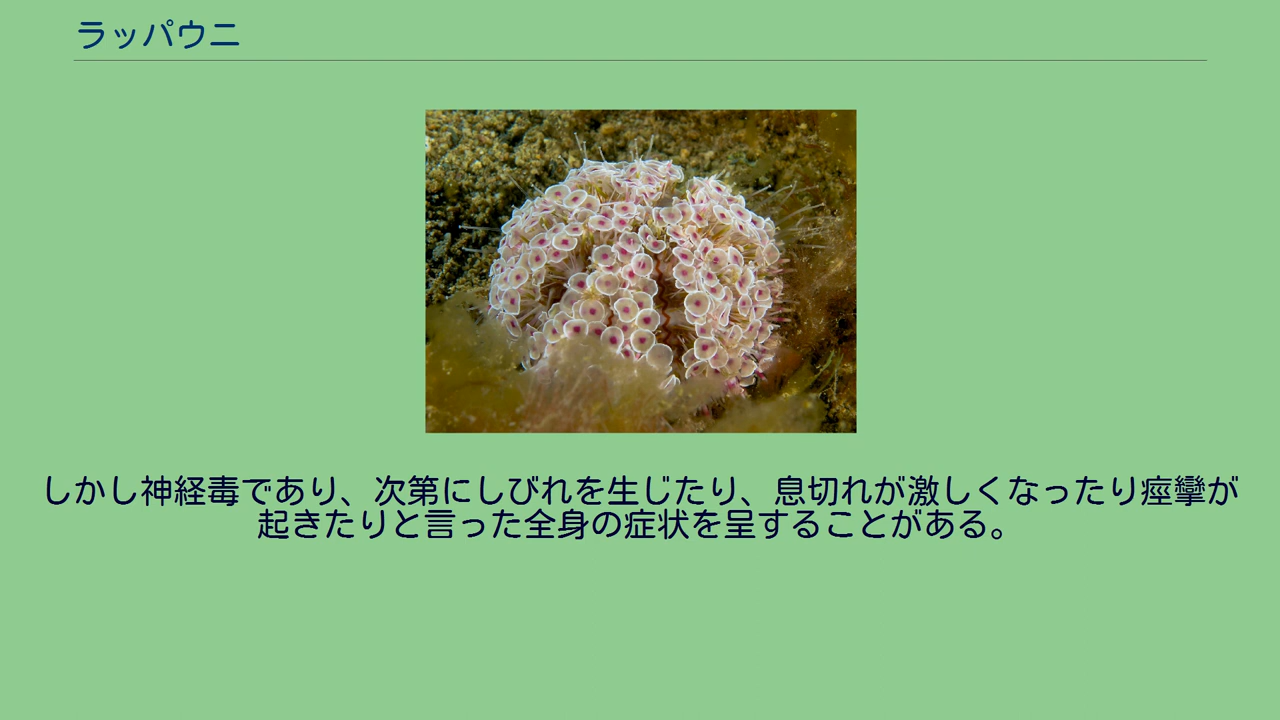 ラッパウニ
しかし神経毒であり、次第にしびれを生じたり、息切れが激しくなったり痙攣が
起きたりと言った全身の症状を呈することがある。